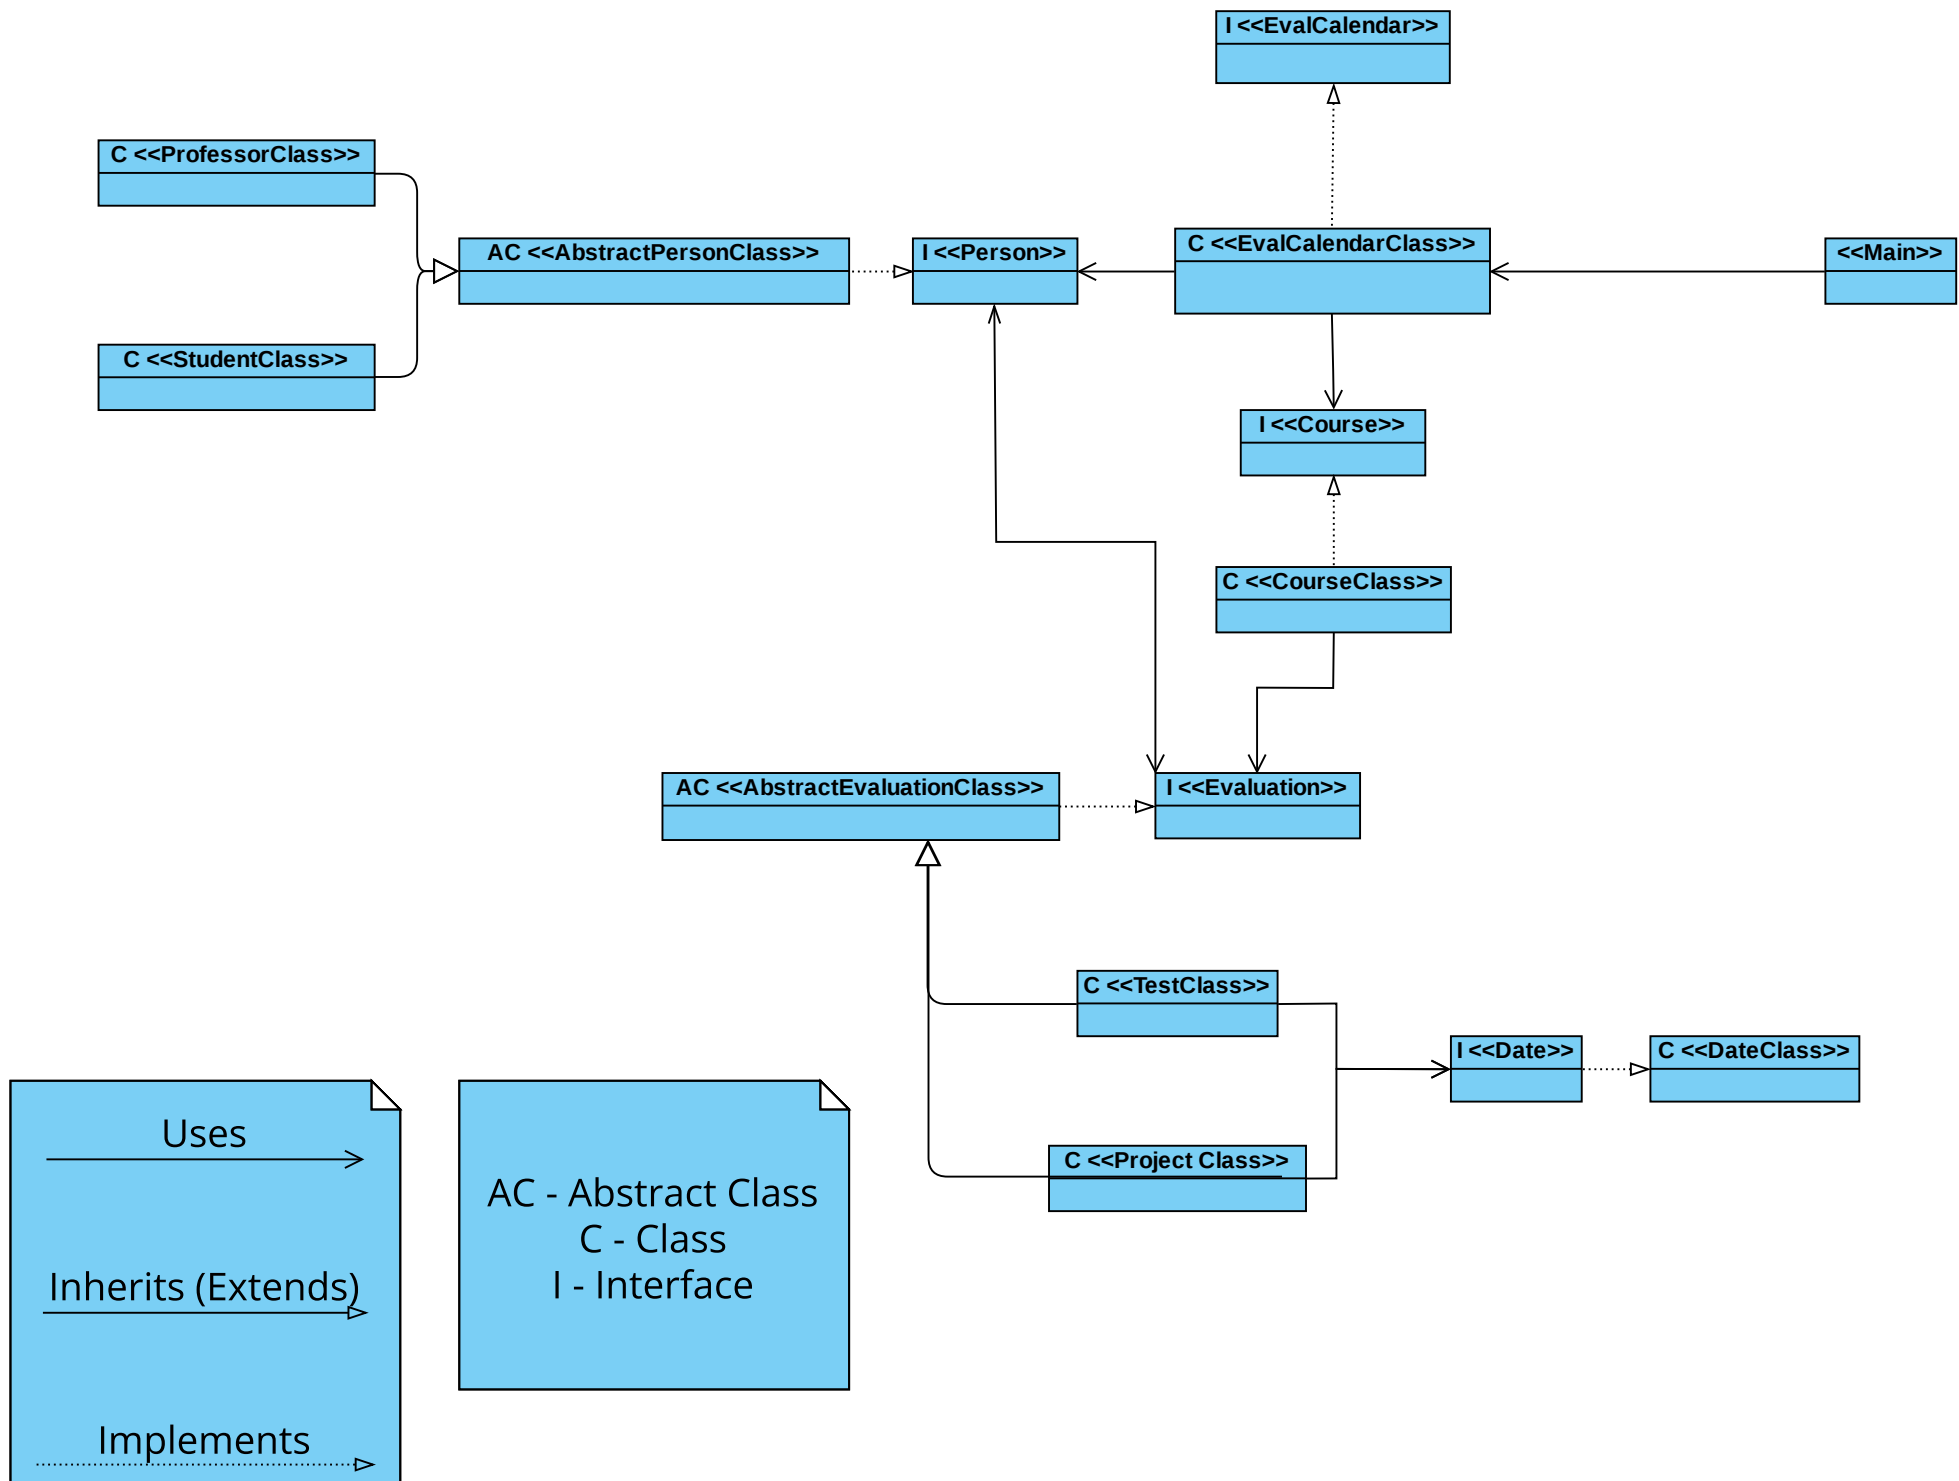 I <<EvalCalendar>>
C <<ProfessorClass>>
AC <<AbstractPersonClass>>
I <<Person>>
C <<EvalCalendarClass>>
<<Main>>
C <<StudentClass>>
I <<Course>>
C <<CourseClass>>
AC <<AbstractEvaluationClass>>
I <<Evaluation>>
C <<TestClass>>
I <<Date>>
C <<DateClass>>
C <<Project Class>>
Uses
Inherits (Extends)
Implements
AC - Abstract Class
C - Class
I - Interface